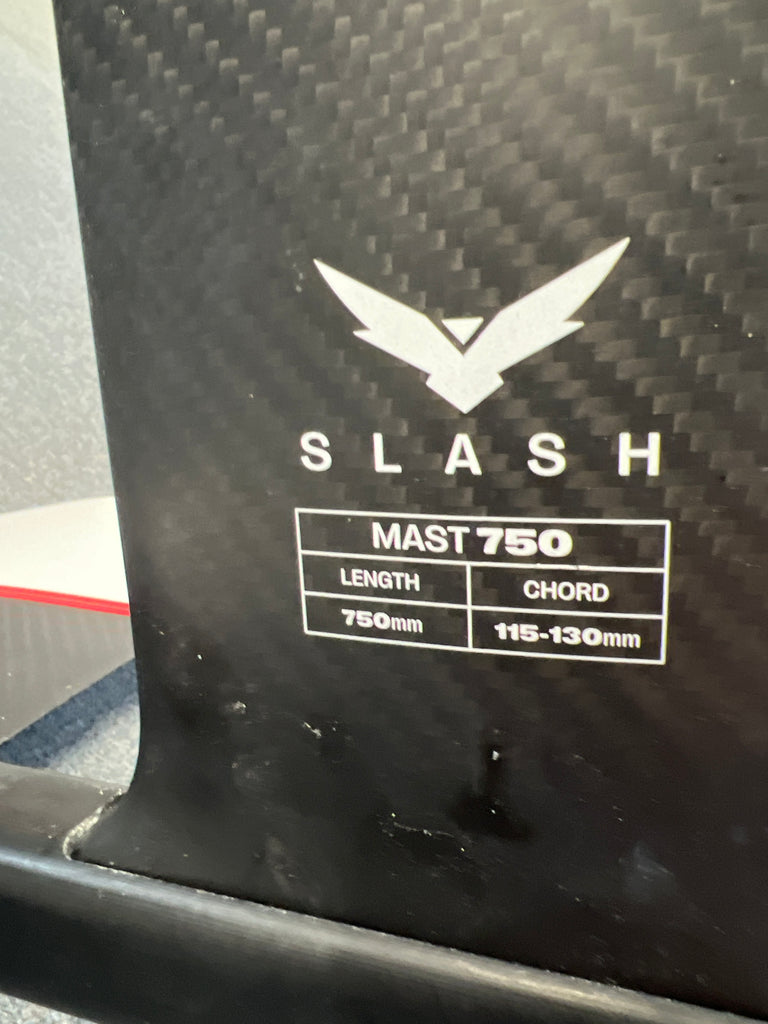 SLASH
MAST 750
LENGTH CHORD
750mm 115-130mm